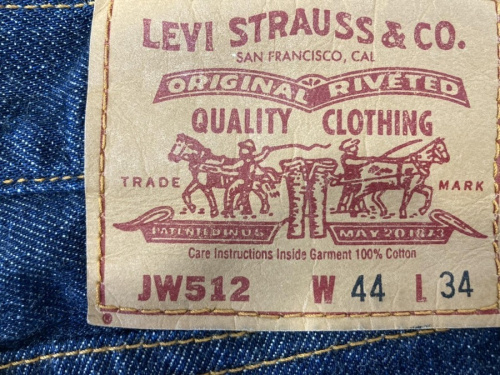 LEVI STRAUSS & CO.
SAN FRANCISCO, CAL
ORIGINAL RIVETED
QUALITY CLOTHING
TRADE MARK
PATENTED IN U.S. MAY 20 1873
Care Instructions Inside Garment 100% Cotton
JW512 W 44 L 34
®